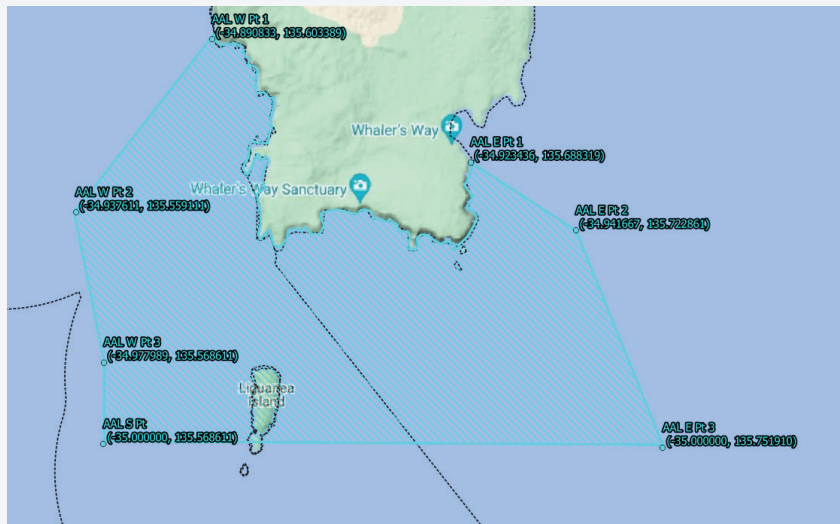 AAL W Pt 1
(-34.890833, 135.603389)
Whaler's Way
AAL E Pt 1
(-34.923436, 135.688319)
Whaler's Way Sanctuary
AAL W Pt 2
(-34.937611, 135.559111)
AAL E Pt 2
(-34.941667, 135.722861)
AAL W Pt 3
(-34.977989, 135.568611)
Liguanea
Island
AAL S Pt
(-35.000000, 135.568611)
AAL E Pt 3
(-35.000000, 135.751910)